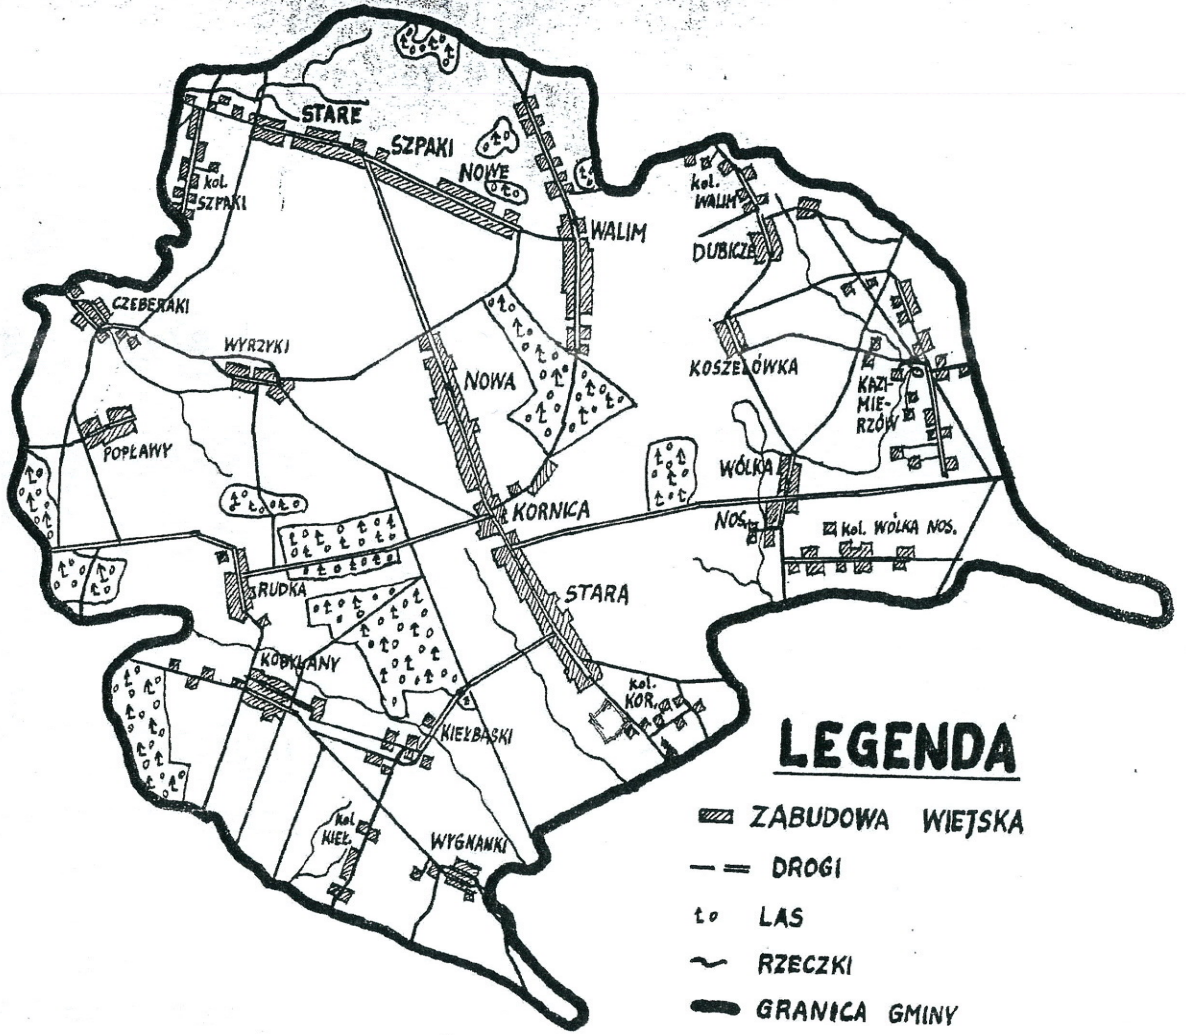 STARE
SZPAKI
NOWE
kol.
SZPAKI
WALIM
kol.
WALIM
DUBICZE
CZEBERAKI
WYRZYKI
NOWA
KOSZELÓWKA
KAZI-
MIE-
RZÓW
POPŁAWY
WÓLKA
KORNICA
NOS.
kol. WÓLKA NOS.
RUDKA
STARA
KOBYLANY
kol.
KOR.
KIEŁBASKI
kol.
KIEŁ.
WYGNANKI
LEGENDA
ZABUDOWA WIEJSKA
DROGI
LAS
RZECZKI
GRANICA GMINY